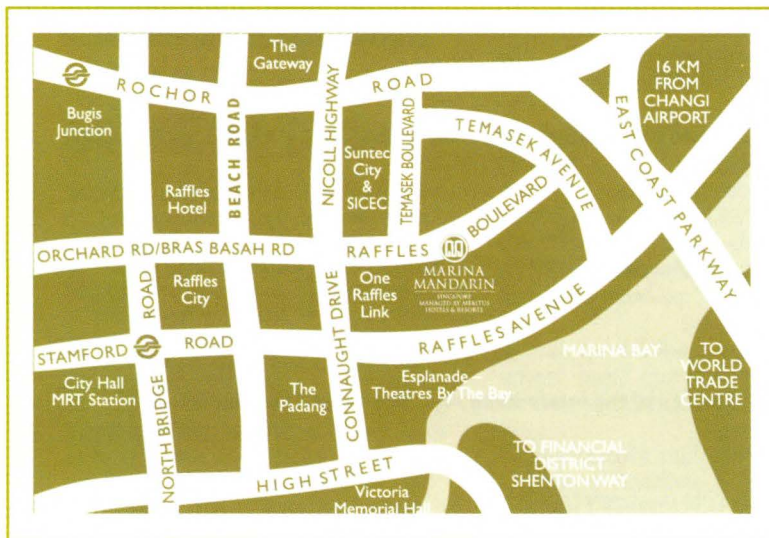 The
Gateway
16 KM
FROM
CHANGI
AIRPORT
ROCHOR ROAD
Bugis
Junction
BEACH ROAD
NICOLL HIGHWAY
TEMASEK BOULEVARD
TEMASEK AVENUE
EAST COAST PARKWAY
Suntec
City
&
SICEC
Raffles
Hotel
ORCHARD RD/BRAS BASAH RD
RAFFLES BOULEVARD
MARINA
MANDARIN
SINGAPORE
MANAGED BY MERITUS
HOTELS & RESORTS
Raffles
City
One
Raffles
Link
CONNAUGHT DRIVE
RAFFLES AVENUE
STAMFORD ROAD
NORTH BRIDGE ROAD
City Hall
MRT Station
The
Padang
Esplanade –
Theatres By The Bay
MARINA BAY
TO
WORLD
TRADE
CENTRE
HIGH STREET
TO FINANCIAL
DISTRICT
SHENTON WAY
Victoria
Memorial Hall